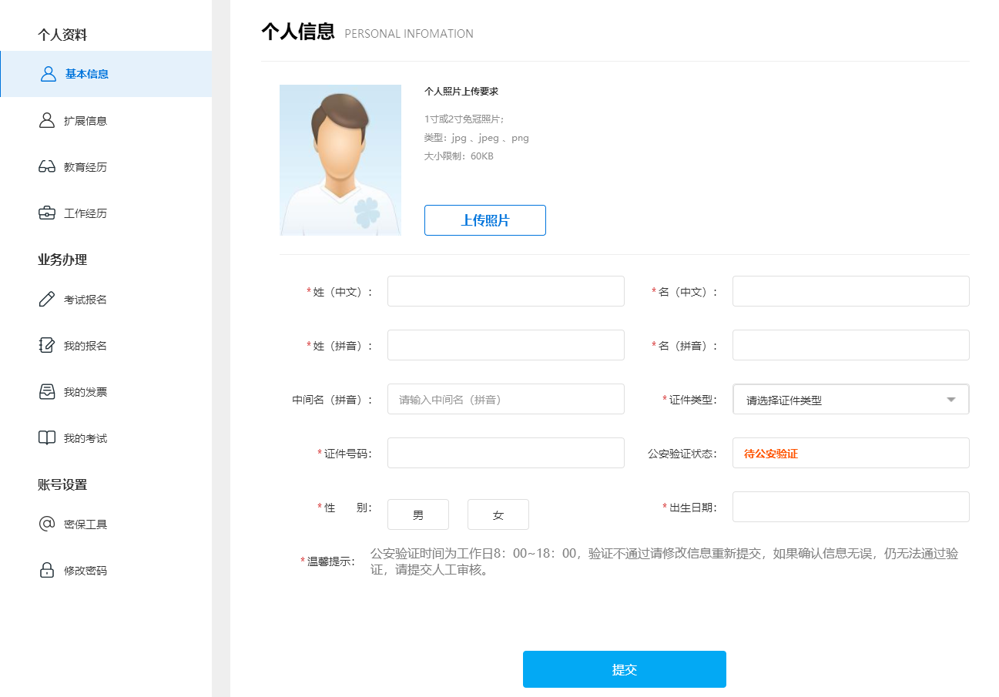 个人资料
基本信息
扩展信息
教育经历
工作经历
业务办理
考试报名
我的报名
我的发票
我的考试
账号设置
密保工具
修改密码
个人信息 PERSONAL INFOMATION
个人照片上传要求
1寸或2寸免冠照片;
类型：jpg 、jpeg 、png
大小限制：60KB
上传照片
*姓（中文）： *名（中文）：
*姓（拼音）： *名（拼音）：
中间名（拼音）： 请输入中间名（拼音） *证件类型： 请选择证件类型
*证件号码： 公安验证状态： 待公安验证
*性 别： 男 女 *出生日期：
*温馨提示： 公安验证时间为工作日8：00~18：00，验证不通过请修改信息重新提交，如果确认信息无误，仍无法通过验
证，请提交人工审核。
提交